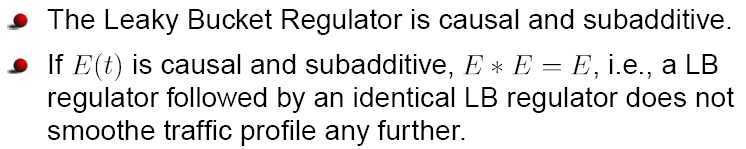 The Leaky Bucket Regulator is causal and subadditive.
If E(t) is causal and subadditive, E ∗ E = E, i.e., a LB
regulator followed by an identical LB regulator does not
smoothe traffic profile any further.